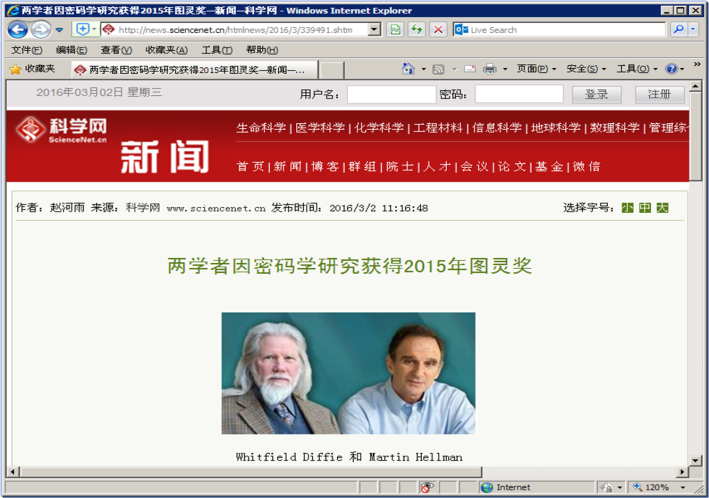 两学者因密码学研究获得2015年图灵奖—新闻—科学网 - Windows Internet Explorer
http://news.sciencenet.cn/htmlnews/2016/3/339491.shtm
Live Search
文件(F) 编辑(E) 查看(V) 收藏夹(A) 工具(T) 帮助(H)
收藏夹
两学者因密码学研究获得2015年图灵奖—新闻—...
页面(P) 安全(S) 工具(O)
2016年03月02日 星期三
用户名： 密码： 登录 注册
科学网
ScienceNet.cn
新闻
生命科学 | 医学科学 | 化学科学 | 工程材料 | 信息科学 | 地球科学 | 数理科学 | 管理综
首页 | 新闻 | 博客 | 群组 | 院士 | 人才 | 会议 | 论文 | 基金 | 微信
作者：赵河雨 来源：科学网 www.sciencenet.cn 发布时间：2016/3/2 11:16:48
选择字号：小 中 大
两学者因密码学研究获得2015年图灵奖
Whitfield Diffie 和 Martin Hellman
Internet
120%